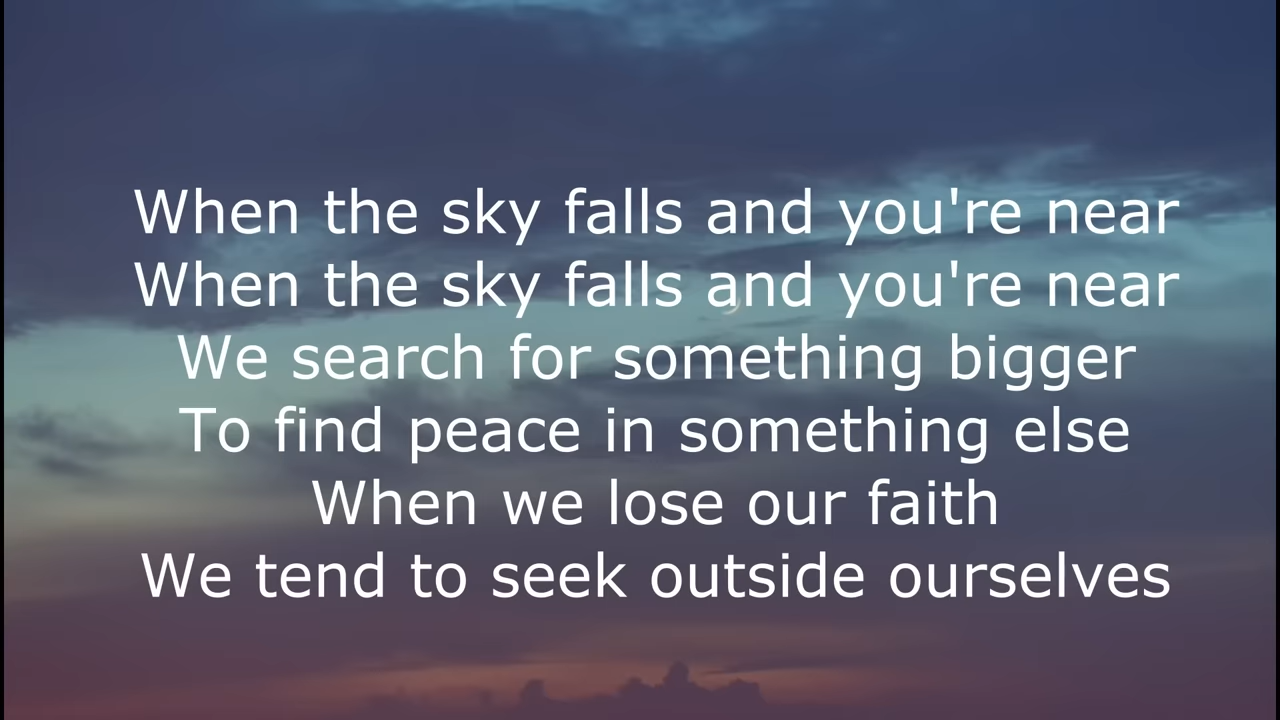 When the sky falls and you're near
When the sky falls and you're near
We search for something bigger
To find peace in something else
When we lose our faith
We tend to seek outside ourselves